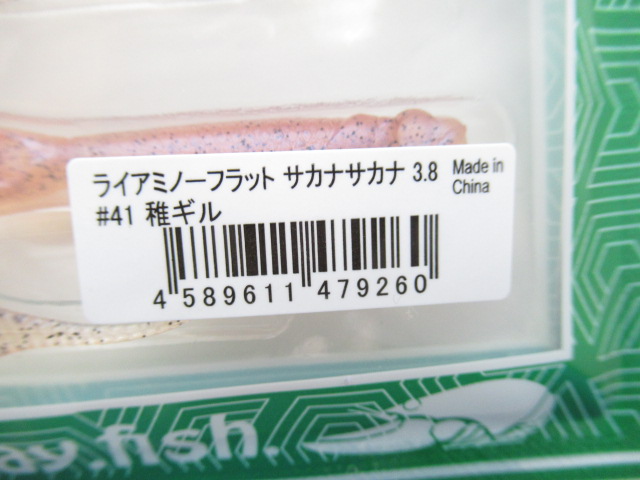 ライアミノーフラット サカナサカナ 3.8 Made in China
#41 稚ギル
4 589611 479260
ay.fish.